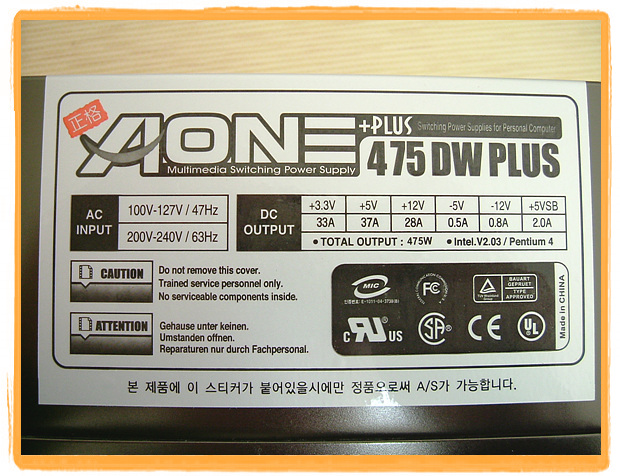 正格
AONE +PLUS Switching Power Supplies for Personal Computer
Multimedia Switching Power Supply
475DW PLUS
AC INPUT
100V-127V / 47Hz
200V-240V / 63Hz
DC OUTPUT
+3.3V +5V +12V -5V -12V +5VSB
33A 37A 28A 0.5A 0.8A 2.0A
• TOTAL OUTPUT : 475W • Intel.V2.03 / Pentium 4
CAUTION
Do not remove this cover.
Trained service personnel only.
No serviceable components inside.
ATTENTION
Gehause unter keinen.
Umstanden offnen.
Reparaturen nur durch Fachpersonal.
MIC
FC
TÜV Rheinland
BAUART
GEPRUET
TYPE
APPROVED
C RU US
SA
CE
UL
Made in CHINA
본 제품에 이 스티커가 붙어있을시에만 정품으로써 A/S가 가능합니다.